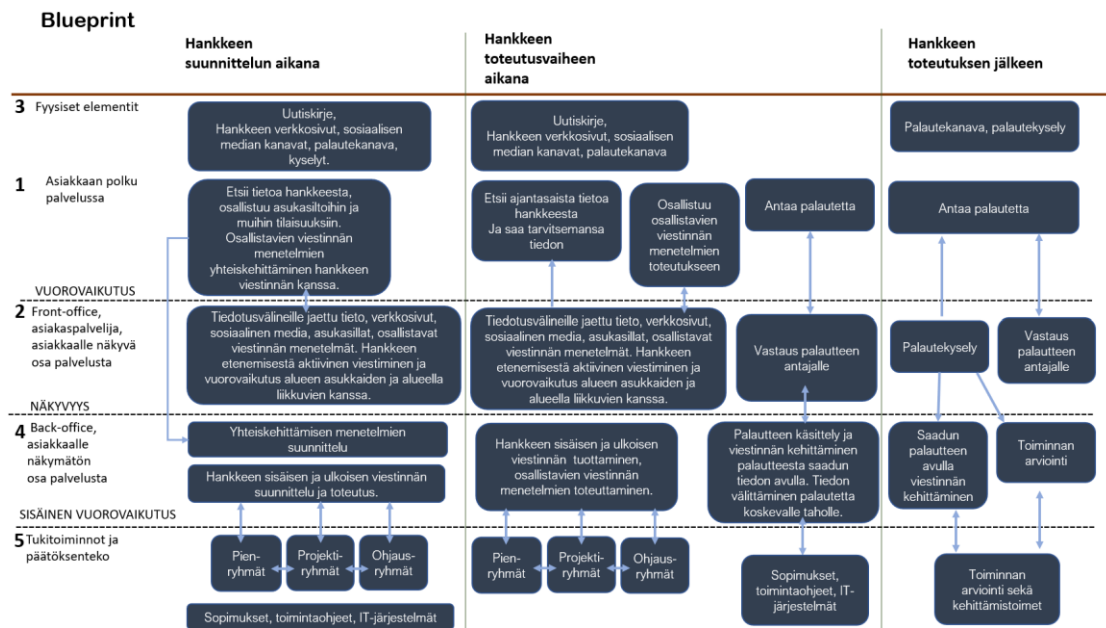 Blueprint
Hankkeen
suunnittelun aikana
Hankkeen
toteutusvaiheen
aikana
Hankkeen
toteutuksen jälkeen
3 Fyysiset elementit
Uutiskirje,
Hankkeen verkkosivut, sosiaalisen
median kanavat, palautekanava,
kyselyt.
Uutiskirje,
Hankkeen verkkosivut, sosiaalisen
median kanavat, palautekanava
Palautekanava, palautekysely
1 Asiakkaan polku
palvelussa
Etsii tietoa hankkeesta,
osallistuu asukasiltoihin ja
muihin tilaisuuksiin.
Osallistavien viestinnän
menetelmien
yhteiskehittäminen hankkeen
viestinnän kanssa.
Etsii ajantasaista tietoa
hankkeesta
Ja saa tarvitsemansa
tiedon
Osallistuu
osallistavien
viestinnän
menetelmien
toteutukseen
Antaa palautetta
Antaa palautetta
VUOROVAIKUTUS
2 Front-office,
asiakaspalvelija,
asiakkaalle näkyvä
osa palvelusta
Tiedotusvälineille jaettu tieto, verkkosivut,
sosiaalinen media, asukasillat, osallistavat
viestinnän menetelmät. Hankkeen
etenemisestä aktiivinen viestiminen ja
vuorovaikutus alueen asukkaiden ja alueella
liikkuvien kanssa.
Tiedotusvälineille jaettu tieto, verkkosivut,
sosiaalinen media, asukasillat, osallistavat
viestinnän menetelmät. Hankkeen
etenemisestä aktiivinen viestiminen ja
vuorovaikutus alueen asukkaiden ja
alueella liikkuvien kanssa.
Vastaus palautteen
antajalle
Palautekysely
Vastaus
palautteen
antajalle
NÄKYVYYS
4 Back-office,
asiakkaalle
näkymätön
osa palvelusta
Yhteiskehittämisen menetelmien
suunnittelu
Hankkeen sisäisen ja ulkoisen viestinnän
suunnittelu ja toteutus.
Hankkeen sisäisen ja ulkoisen
viestinnän tuottaminen,
osallistavien viestinnän
menetelmien toteuttaminen.
Palautteen käsittely ja
viestinnän kehittäminen
palautteesta saadun
tiedon avulla. Tiedon
välittäminen palautetta
koskevalle taholle.
Saadun
palautteen
avulla
viestinnän
kehittäminen
Toiminnan
arviointi
SISÄINEN VUOROVAIKUTUS
5 Tukitoiminnot ja
päätöksenteko
Pien-
ryhmät
Projekti-
ryhmät
Ohjaus-
ryhmät
Pien-
ryhmät
Projekti-
ryhmät
Ohjaus-
ryhmät
Sopimukset,
toimintaohjeet, IT-
järjestelmät
Toiminnan
arviointi sekä
kehittämistoimet
Sopimukset, toimintaohjeet, IT-järjestelmät